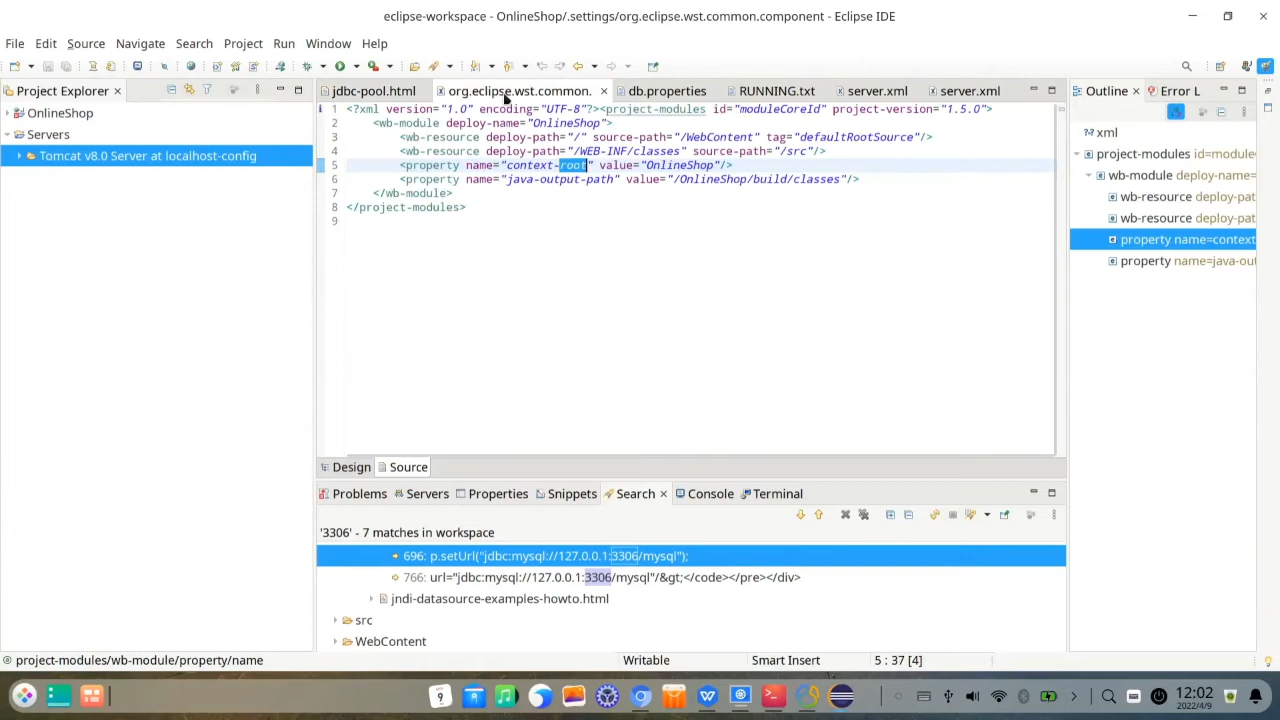 eclipse-workspace - OnlineShop/.settings/org.eclipse.wst.common.component - Eclipse IDE
File Edit Source Navigate Search Project Run Window Help
Project Explorer
OnlineShop
Servers
Tomcat v8.0 Server at localhost-config
jdbc-pool.html org.eclipse.wst.common. db.properties RUNNING.txt server.xml server.xml
1 <?xml version="1.0" encoding="UTF-8"?><project-modules id="moduleCoreId" project-version="1.5.0">
2 <wb-module deploy-name="OnlineShop">
3 <wb-resource deploy-path="/" source-path="/WebContent" tag="defaultRootSource"/>
4 <wb-resource deploy-path="/WEB-INF/classes" source-path="/src"/>
5 <property name="context-root" value="OnlineShop"/>
6 <property name="java-output-path" value="/OnlineShop/build/classes"/>
7 </wb-module>
8 </project-modules>
9
Design Source
Outline Error L
xml
project-modules id=module
wb-module deploy-name=
wb-resource deploy-pat
wb-resource deploy-pat
property name=context
property name=java-out
Problems Servers Properties Snippets Search Console Terminal
'3306' - 7 matches in workspace
696: p.setUrl("jdbc:mysql://127.0.0.1:3306/mysql");
766: url="jdbc:mysql://127.0.0.1:3306/mysql"/&gt;</code></pre></div>
jndi-datasource-examples-howto.html
src
WebContent
project-modules/wb-module/property/name Writable Smart Insert 5 : 37 [4]
9
12:02
2022/4/9